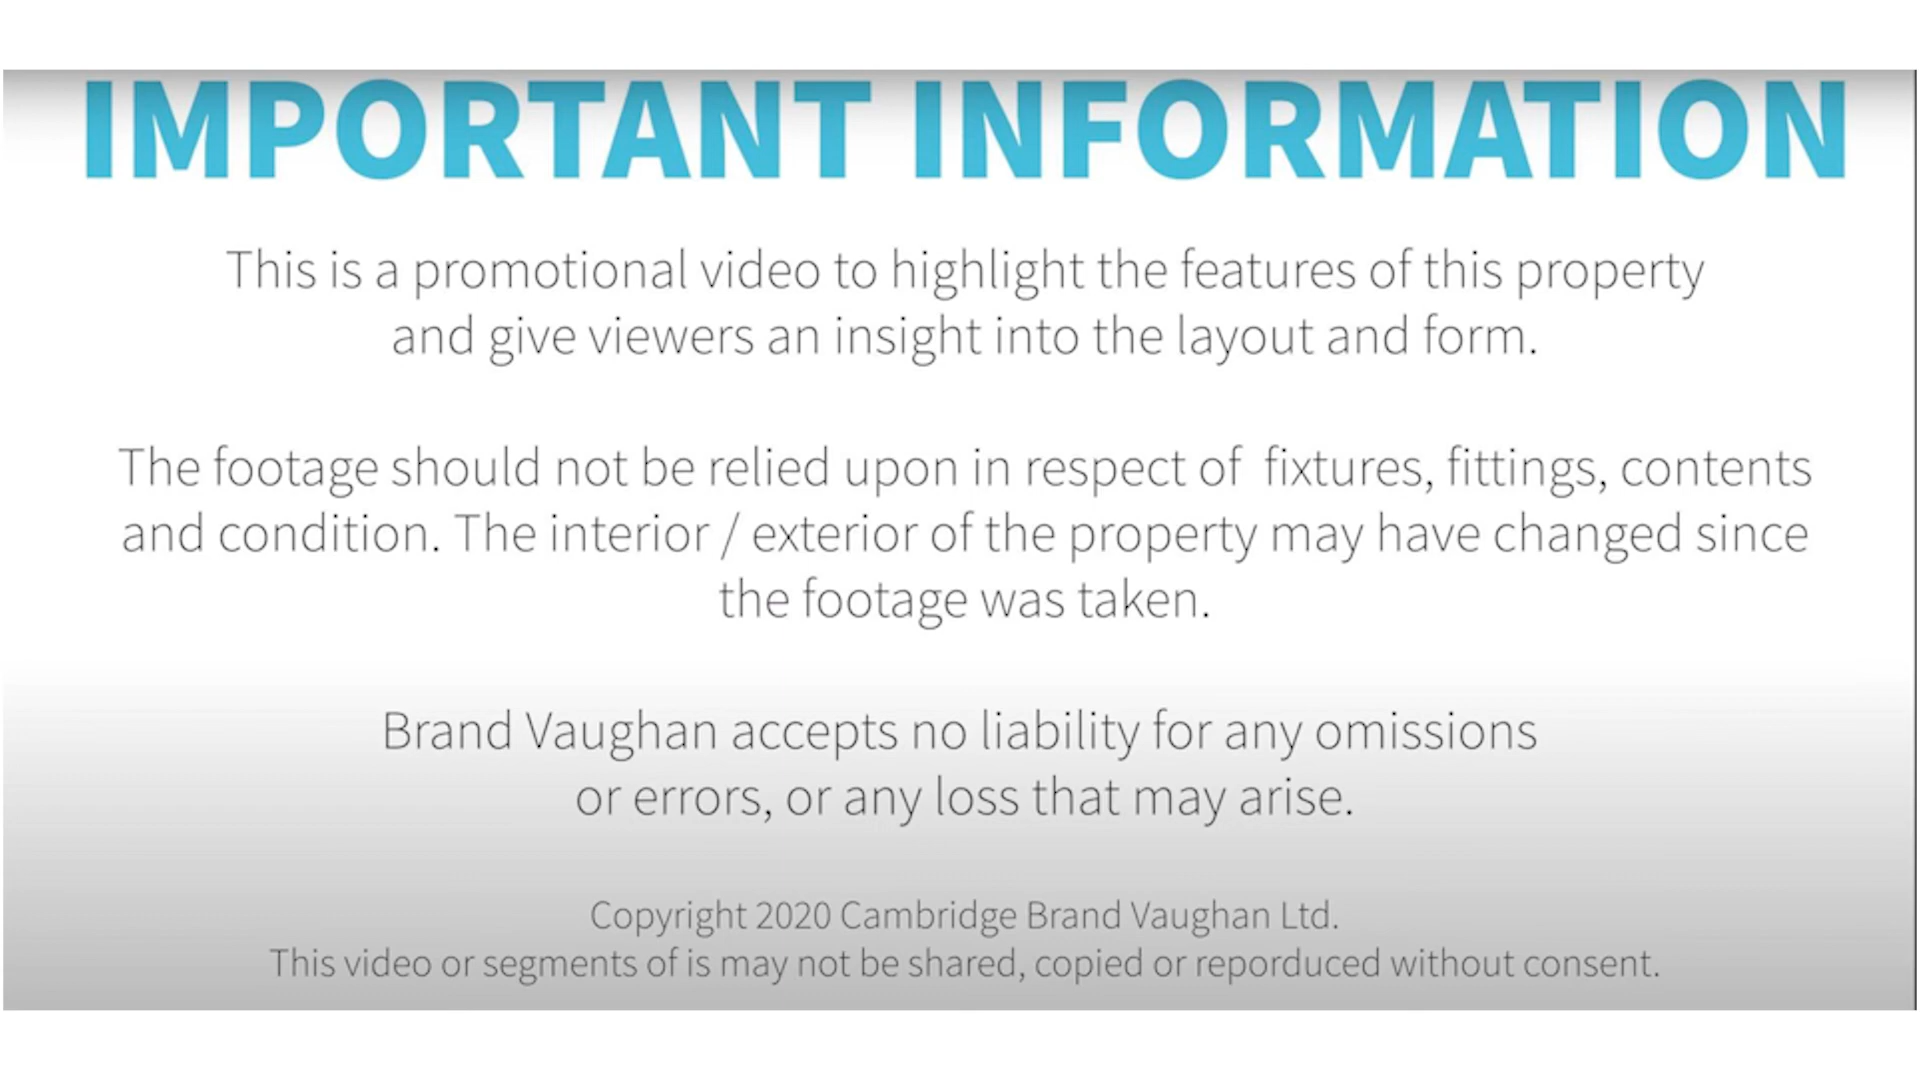 IMPORTANT INFORMATION
This is a promotional video to highlight the features of this property
and give viewers an insight into the layout and form.
The footage should not be relied upon in respect of fixtures, fittings, contents
and condition. The interior / exterior of the property may have changed since
the footage was taken.
Brand Vaughan accepts no liability for any omissions
or errors, or any loss that may arise.
Copyright 2020 Cambridge Brand Vaughan Ltd.
This video or segments of is may not be shared, copied or reporduced without consent.